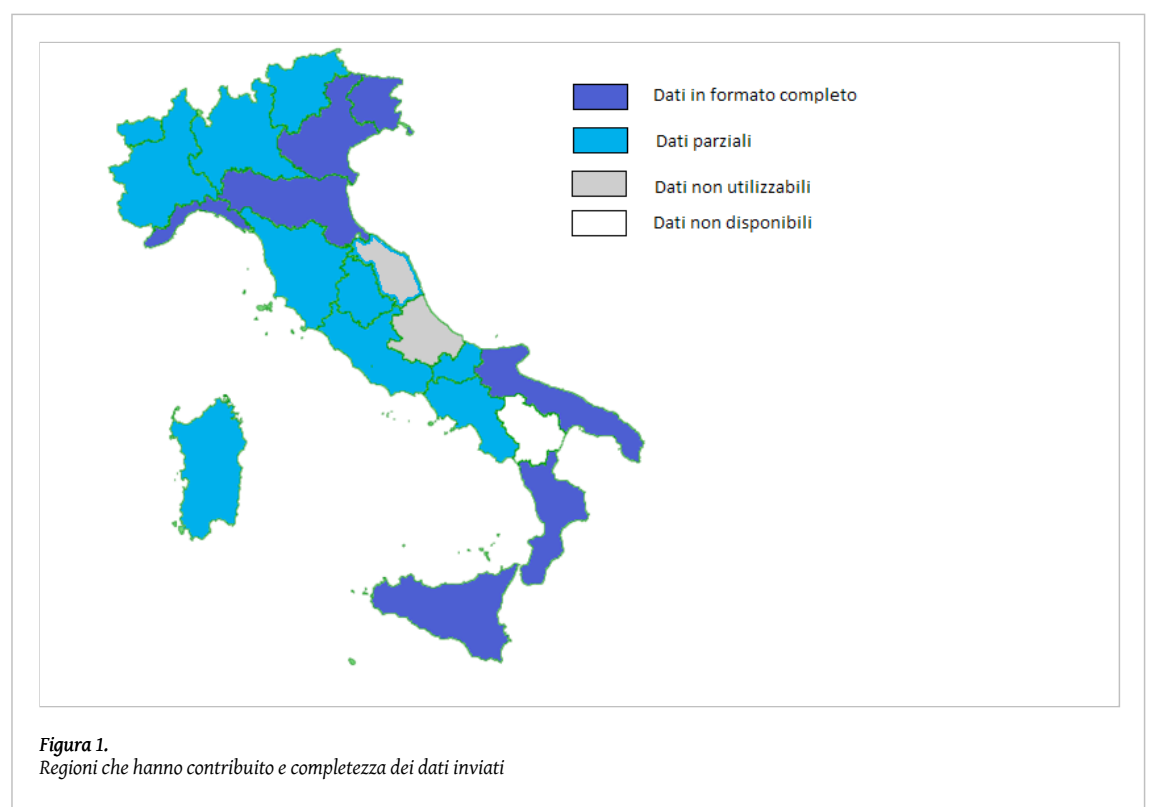 Dati in formato completo
Dati parziali
Dati non utilizzabili
Dati non disponibili
Figura 1.
Regioni che hanno contribuito e completezza dei dati inviati